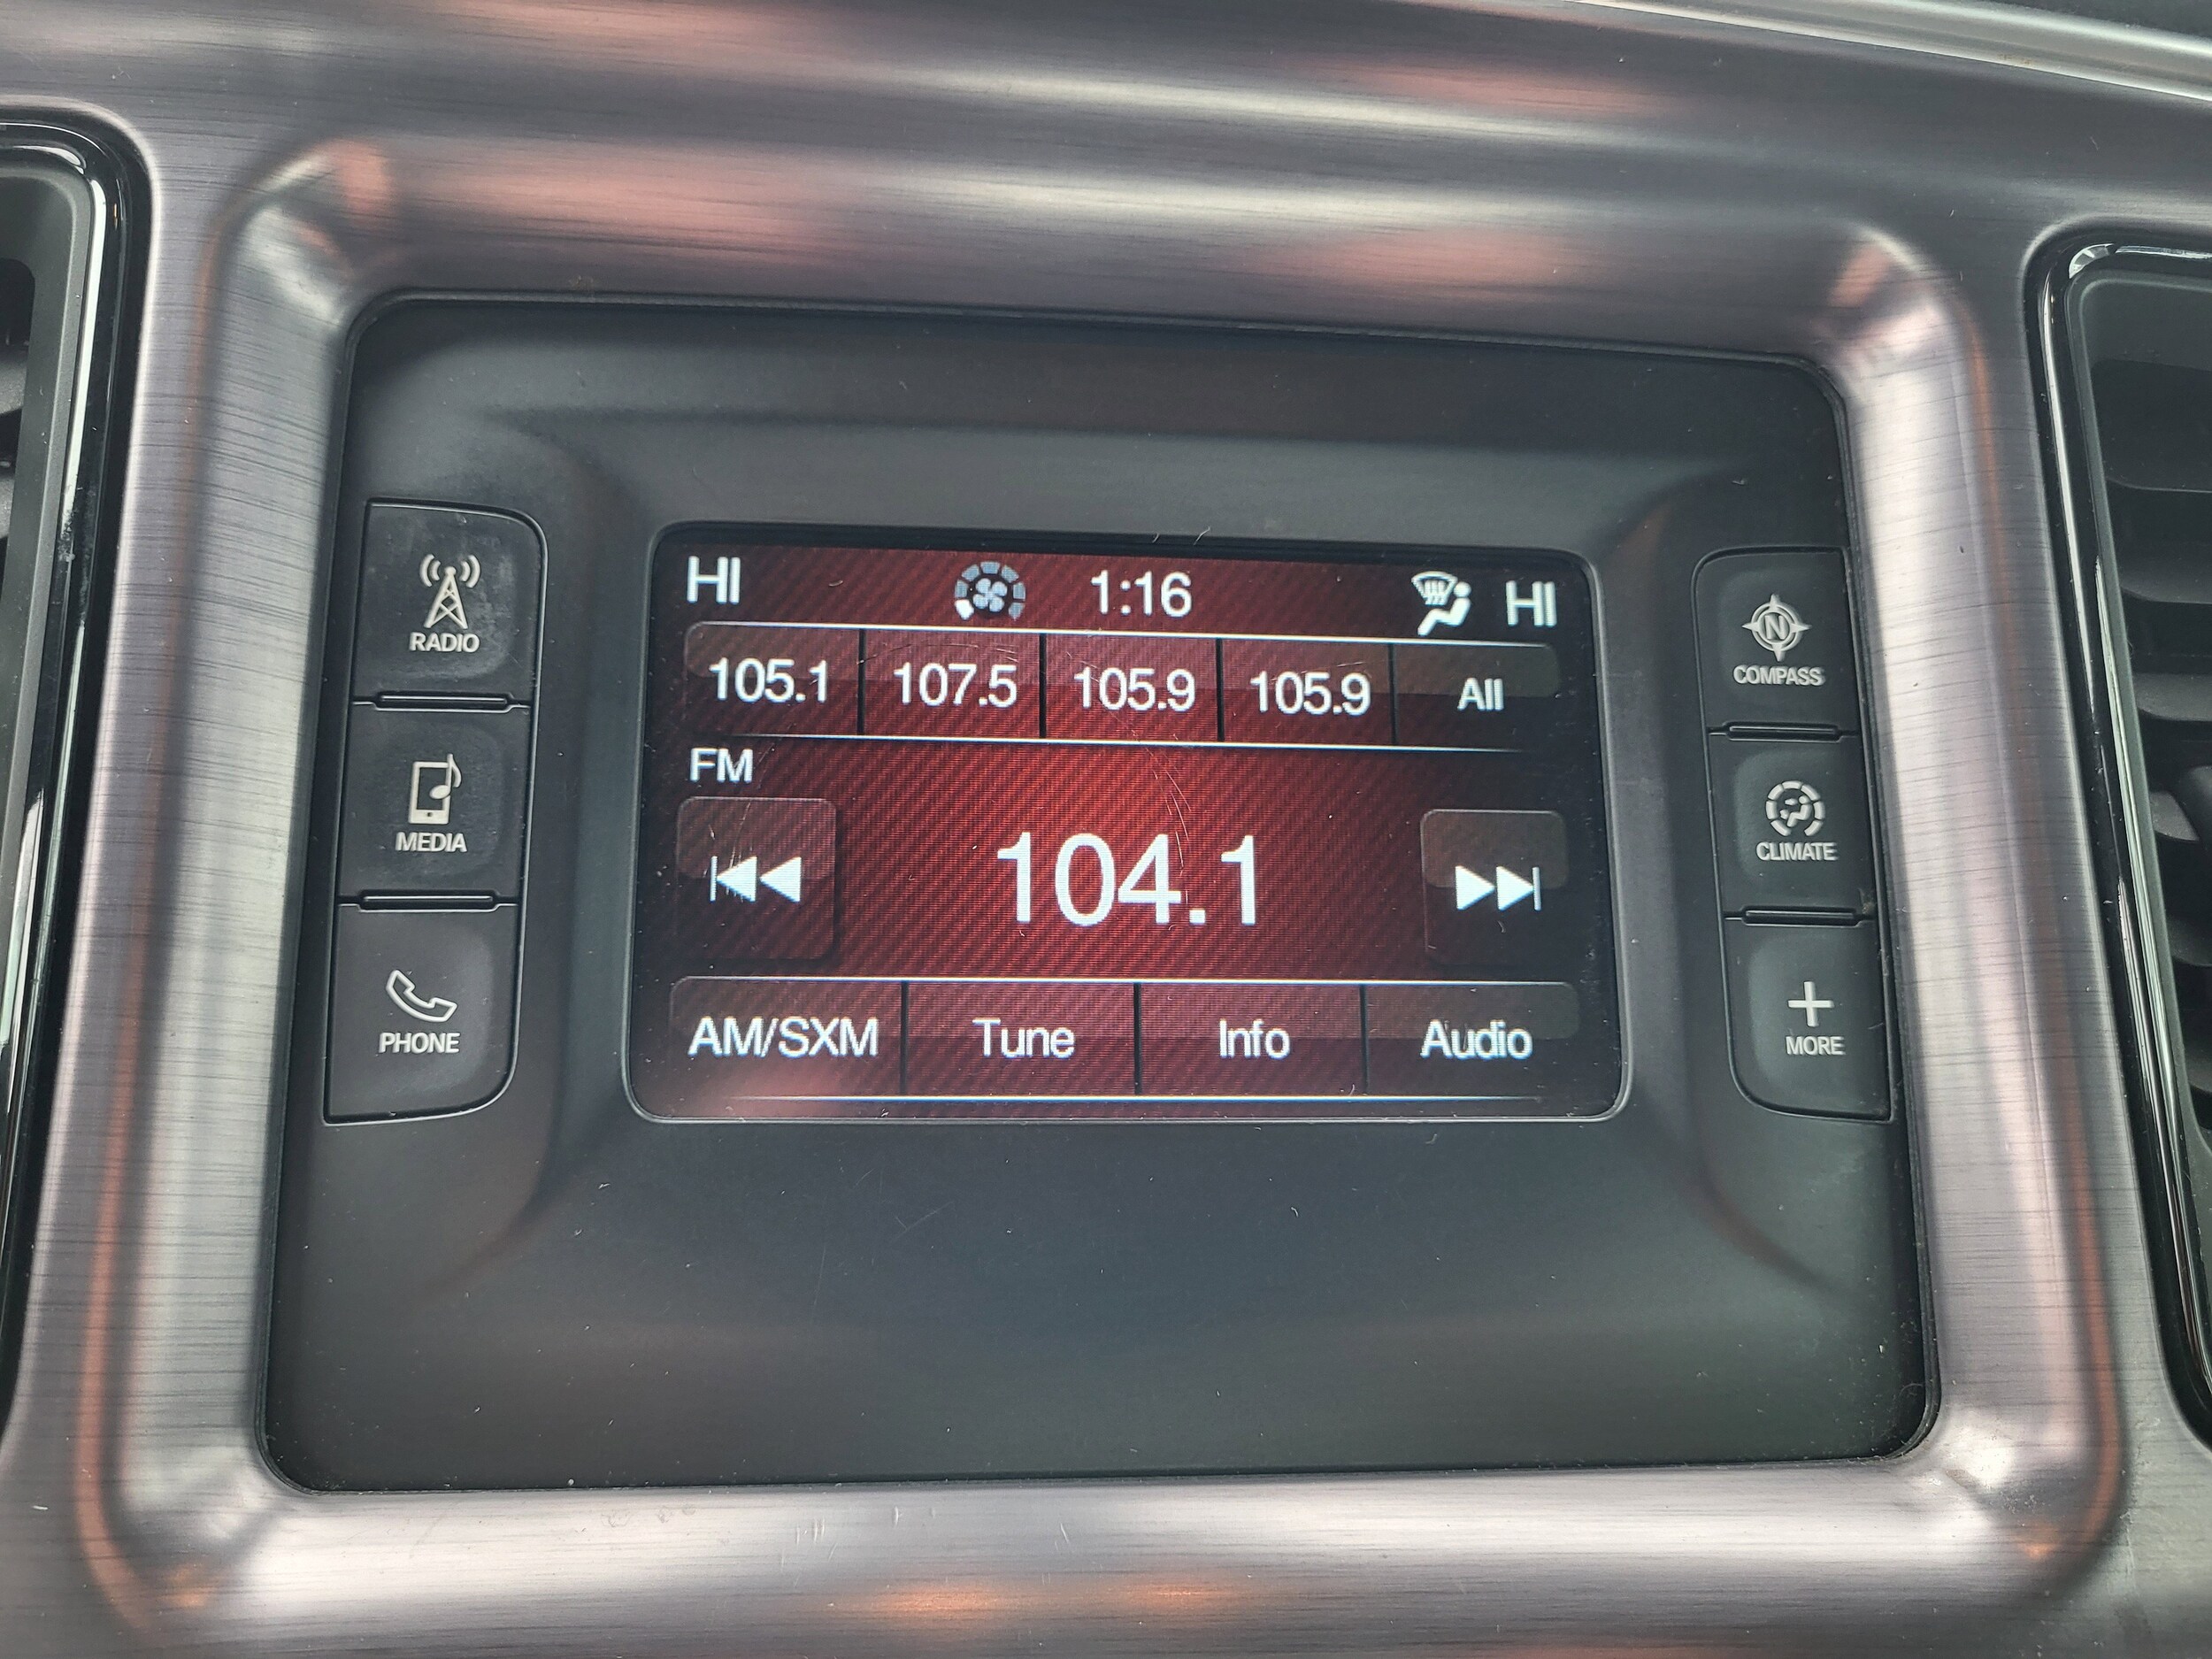 HI 1:16 HI
105.1 107.5 105.9 105.9 All
FM
104.1
AM/SXM Tune Info Audio
RADIO
MEDIA
PHONE
N
COMPASS
CLIMATE
MORE